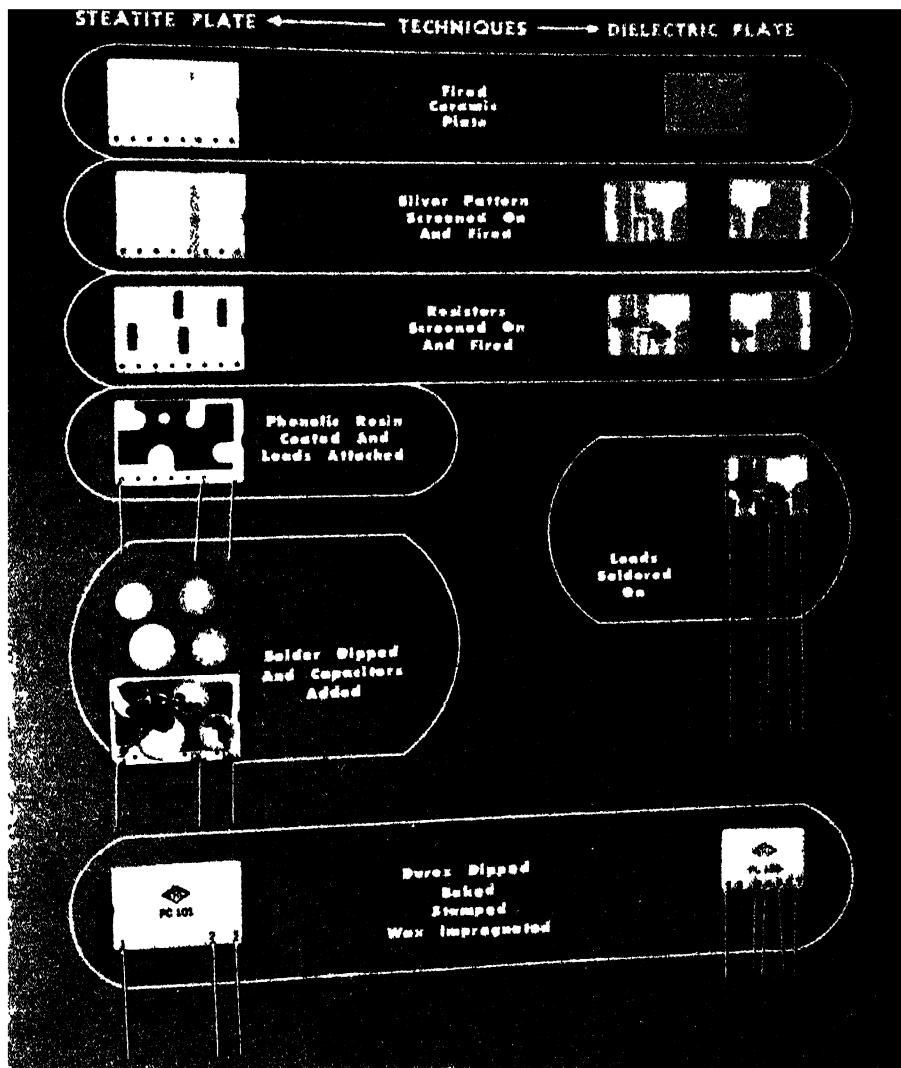 STEATITE PLATE
TECHNIQUES
DIELECTRIC PLATE
Fired
Ceramic
Plate
Silver Pattern
Screened On
And Fired
Resistors
Screened On
And Fired
Phenolic Resin
Coated And
Leads Attached
Leads
Soldered
On
Solder Dipped
And Capacitors
Added
Durez Dipped
Baked
Stamped
Wax Impregnated
PC 101
2
3